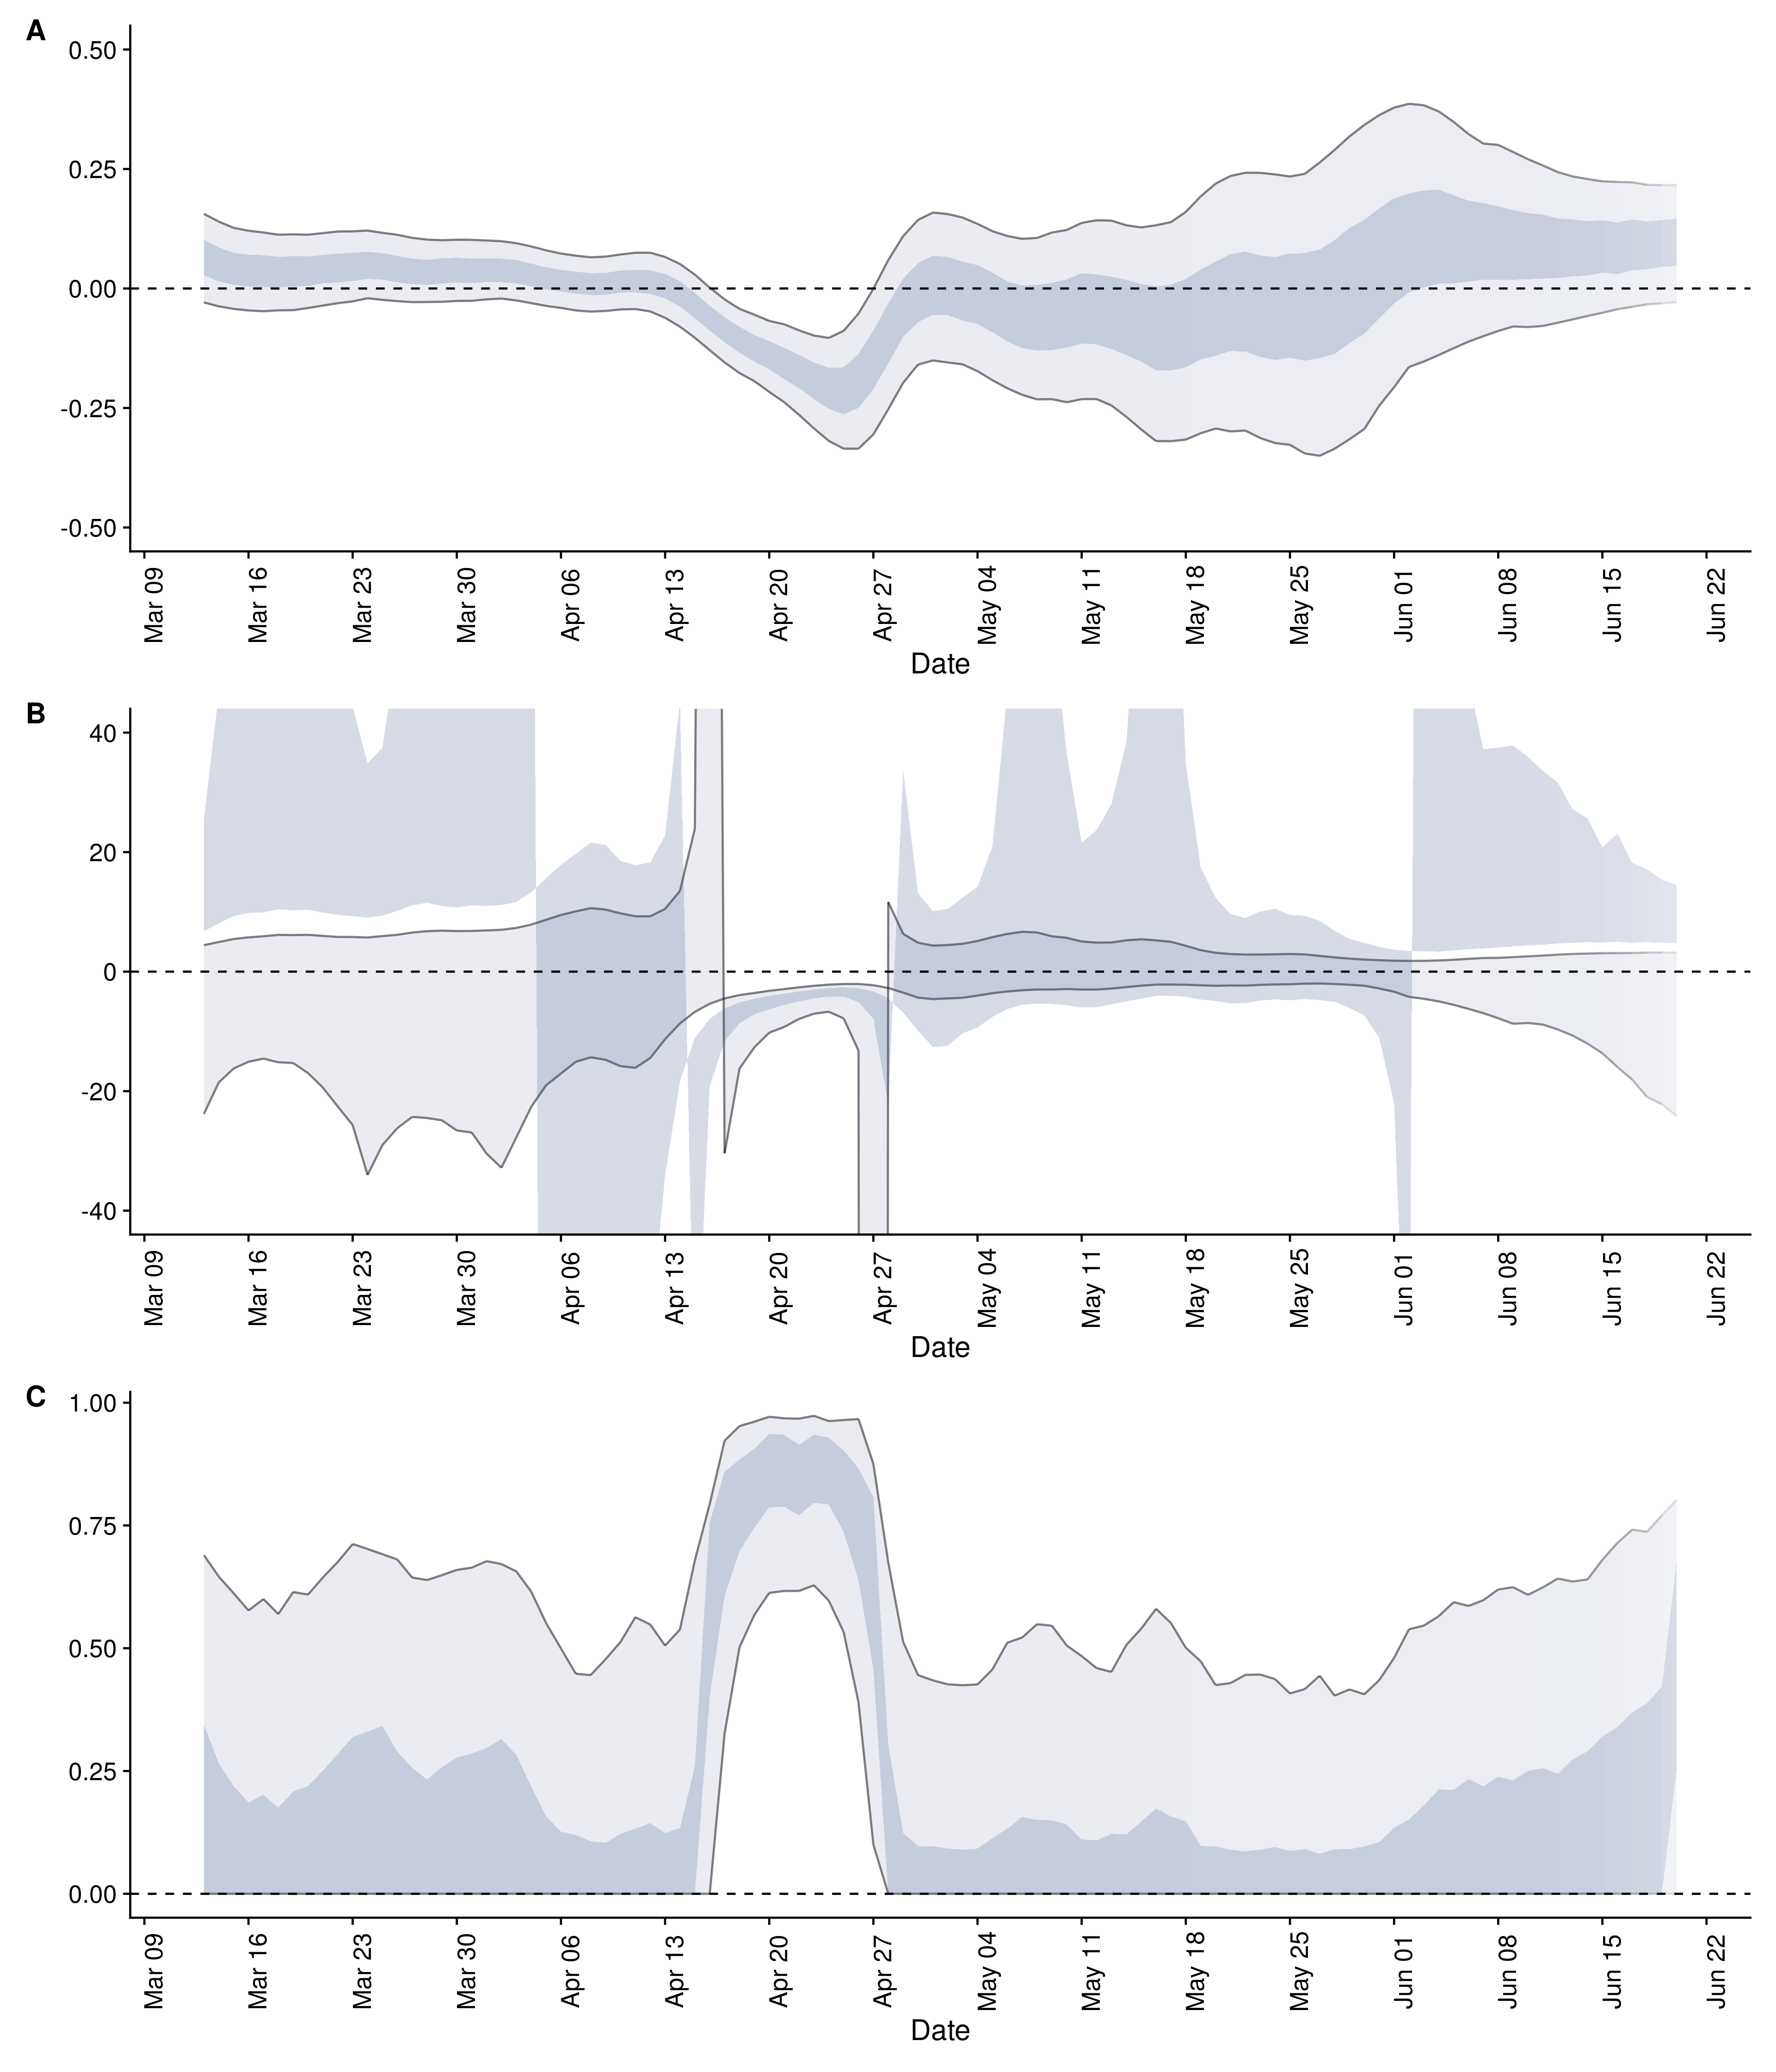 A
0.50
0.25
0.00
-0.25
-0.50
Mar 09
Mar 16
Mar 23
Mar 30
Apr 06
Apr 13
Apr 20
Apr 27
May 04
May 11
May 18
May 25
Jun 01
Jun 08
Jun 15
Jun 22
Date
B
40
20
0
-20
-40
Mar 09
Mar 16
Mar 23
Mar 30
Apr 06
Apr 13
Apr 20
Apr 27
May 04
May 11
May 18
May 25
Jun 01
Jun 08
Jun 15
Jun 22
Date
C
1.00
0.75
0.50
0.25
0.00
Mar 09
Mar 16
Mar 23
Mar 30
Apr 06
Apr 13
Apr 20
Apr 27
May 04
May 11
May 18
May 25
Jun 01
Jun 08
Jun 15
Jun 22
Date